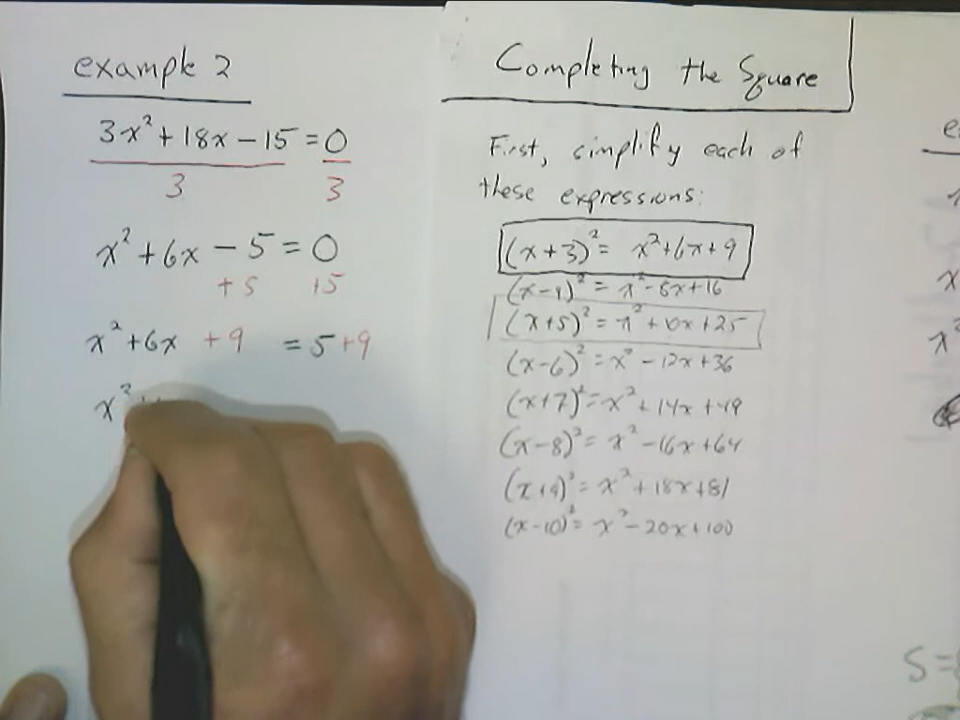 example 2
3x² + 18x - 15 = 0
3 3
x² + 6x - 5 = 0
+5 +5
x² + 6x + 9 = 5 + 9
x²
Completing the Square
First, simplify each of
these expressions:
(x+3)² = x²+6x+9
(x-4)² = x²-8x+16
(x+5)² = x²+10x+25
(x-6)² = x²-12x+36
(x+7)² = x²+14x+49
(x-8)² = x²-16x+64
(x+9)² = x²+18x+81
(x-10)² = x²-20x+100
S =